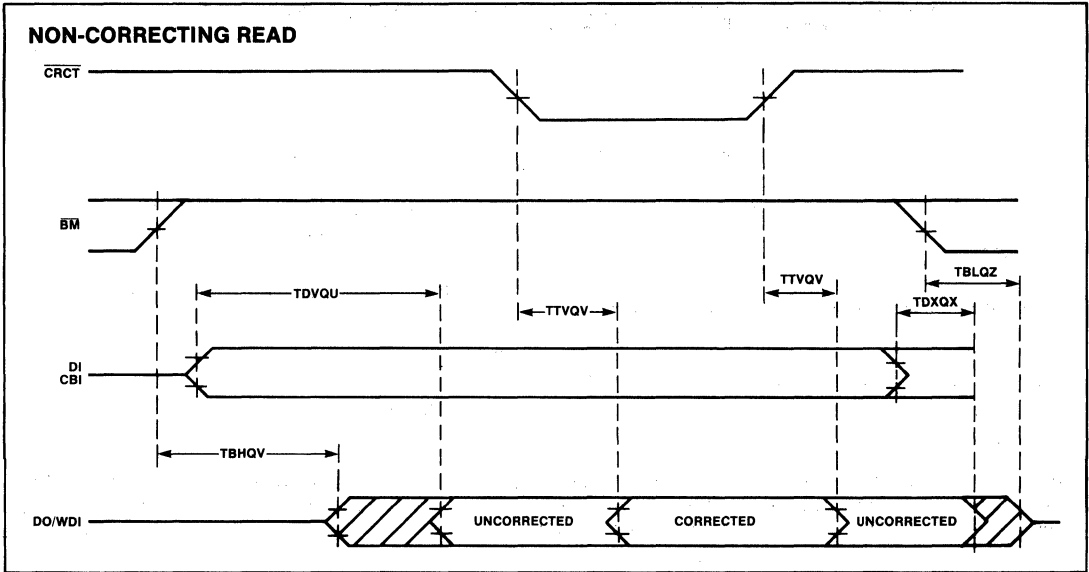 NON-CORRECTING READ
CRCT
BM
TBLQZ
TTVQV
TDVQU
TDXQX
TTVQV
DI
CBI
TBHQV
DO/WDI
UNCORRECTED
CORRECTED
UNCORRECTED